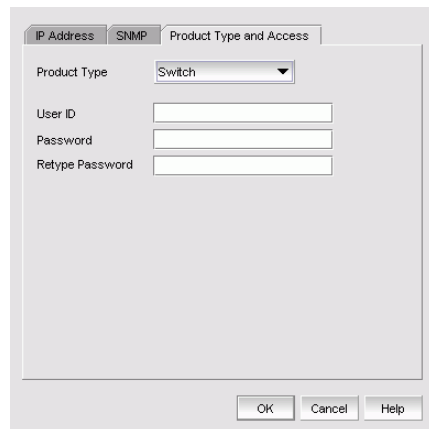 IP Address SNMP Product Type and Access
Product Type Switch
User ID
Password
Retype Password
OK Cancel Help